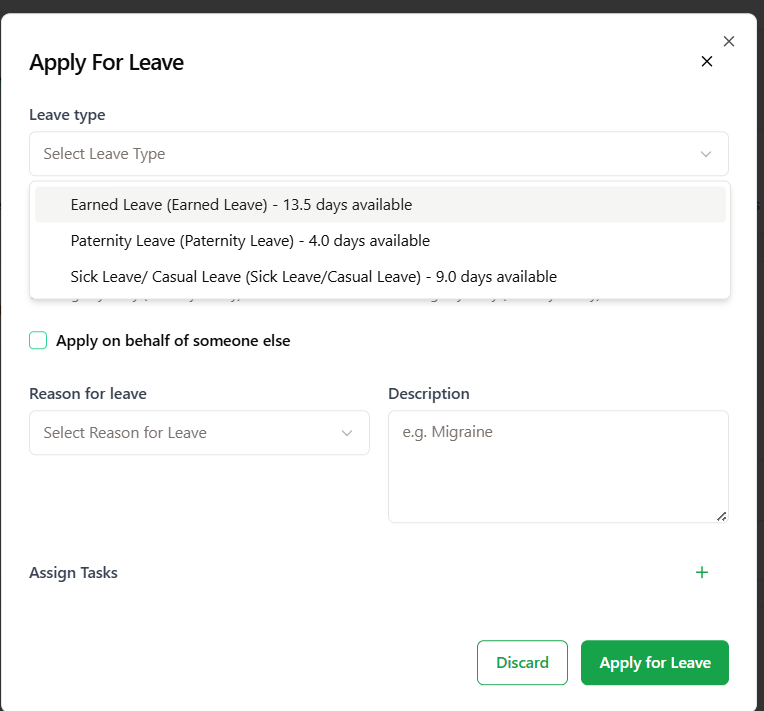 Apply For Leave
Leave type
Select Leave Type
Earned Leave (Earned Leave) - 13.5 days available
Paternity Leave (Paternity Leave) - 4.0 days available
Sick Leave/ Casual Leave (Sick Leave/Casual Leave) - 9.0 days available
Apply on behalf of someone else
Reason for leave
Description
Select Reason for Leave
e.g. Migraine
Assign Tasks
Discard
Apply for Leave